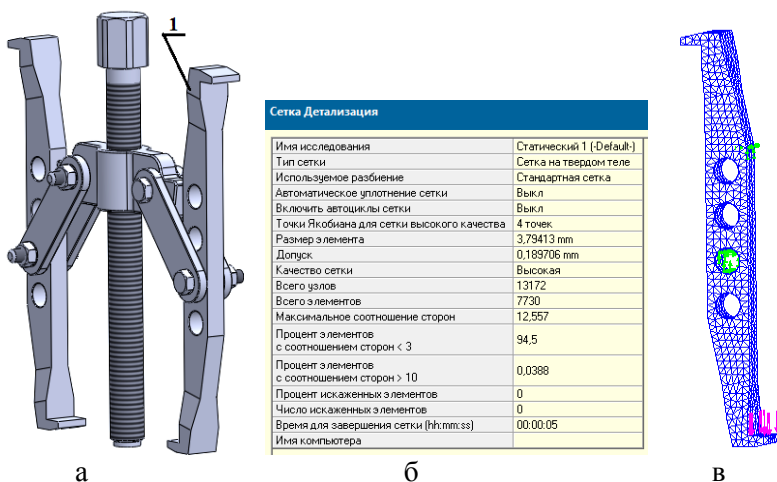 1
Сетка Детализация
Имя исследования Статический 1 (-Default-)
Тип сетки Сетка на твердом теле
Используемое разбиение Стандартная сетка
Автоматическое уплотнение сетки Выкл
Включить автоциклы сетки Выкл
Точки Якобиана для сетки высокого качества 4 точек
Размер элемента 3,79413 mm
Допуск 0,189706 mm
Качество сетки Высокая
Всего узлов 13172
Всего элементов 7730
Максимальное соотношение сторон 12,557
Процент элементов
с соотношением сторон < 3 94,5
Процент элементов
с соотношением сторон > 10 0,0388
Процент искаженных элементов 0
Число искаженных элементов 0
Время для завершения сетки (hh:mm:ss) 00:00:05
Имя компьютера
а б в